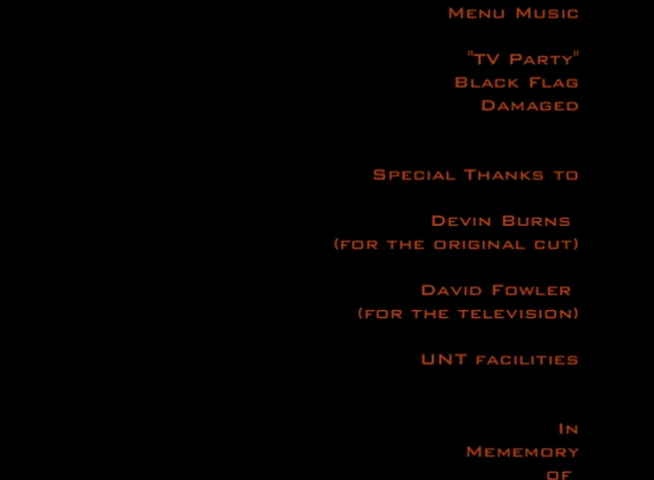 Menu Music
"TV Party"
Black Flag
Damaged
Special Thanks to
Devin Burns
(for the original cut)
David Fowler
(for the television)
UNT facilities
In
Mememory
of